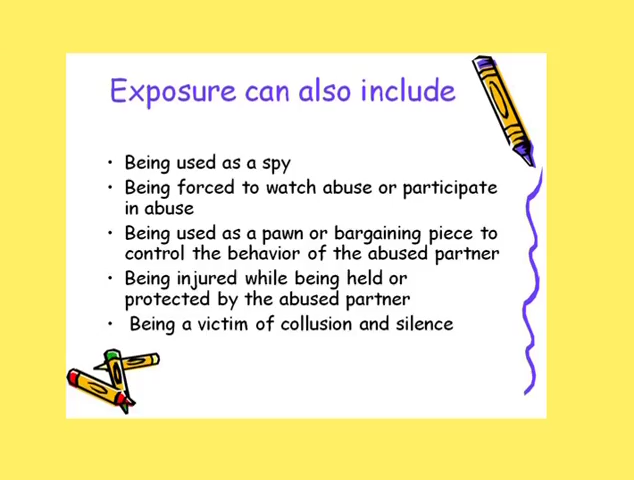 Exposure can also include
• Being used as a spy
• Being forced to watch abuse or participate
in abuse
• Being used as a pawn or bargaining piece to
control the behavior of the abused partner
• Being injured while being held or
protected by the abused partner
• Being a victim of collusion and silence